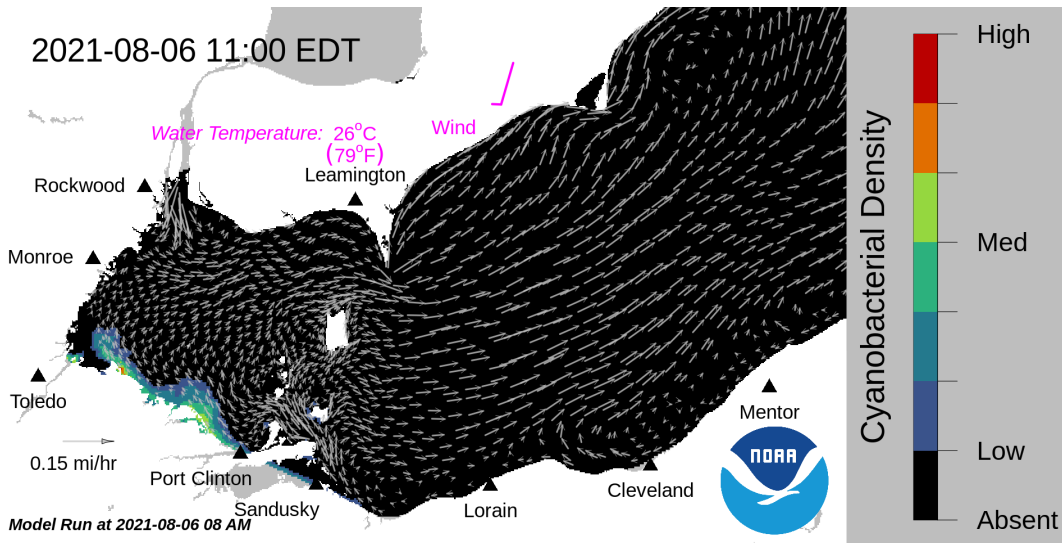 2021-08-06 11:00 EDT
Water Temperature: 26°C
(79°F)
Wind
Leamington
Rockwood
Monroe
Toledo
0.15 mi/hr
Port Clinton
Sandusky
Lorain
Cleveland
Mentor
NOAA
Model Run at 2021-08-06 08 AM
Cyanobacterial Density
High
Med
Low
Absent